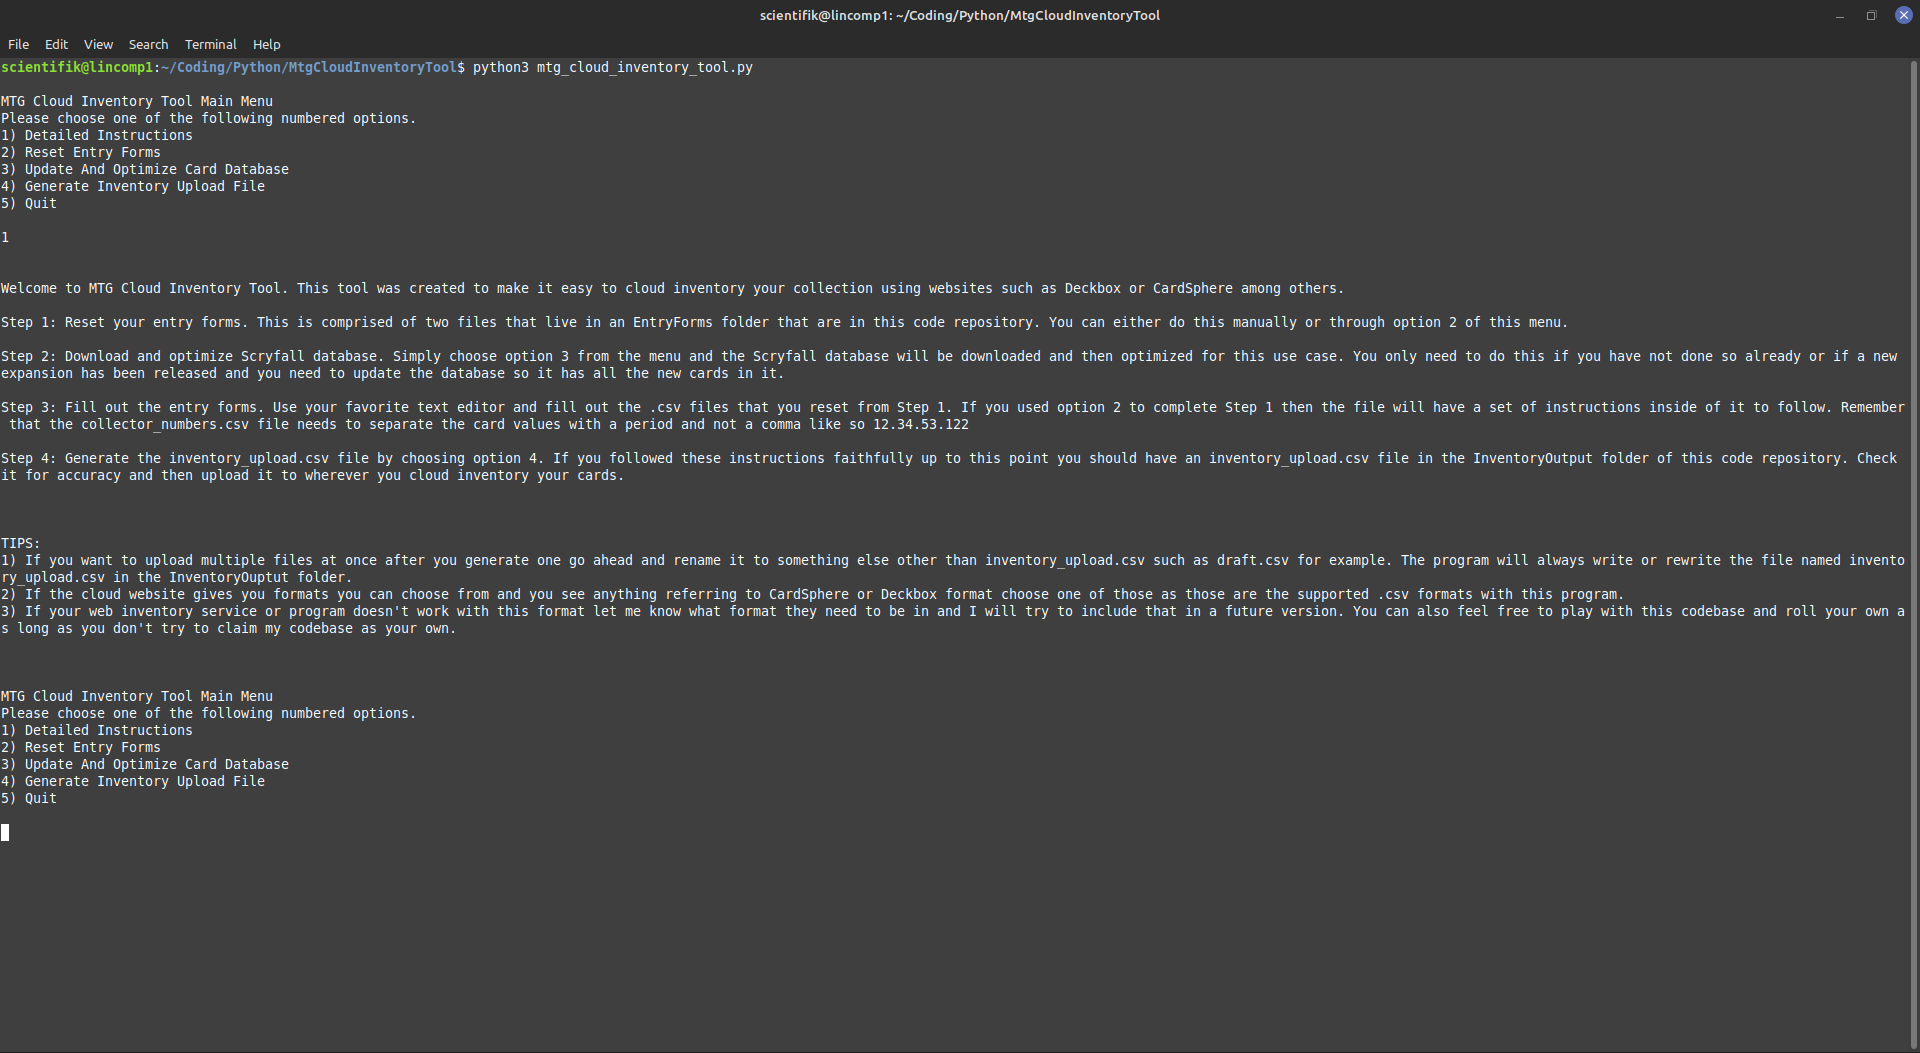 scientifik@lincomp1: ~/Coding/Python/MtgCloudInventoryTool
File Edit View Search Terminal Help
scientifik@lincomp1:~/Coding/Python/MtgCloudInventoryTool$ python3 mtg_cloud_inventory_tool.py
MTG Cloud Inventory Tool Main Menu
Please choose one of the following numbered options.
1) Detailed Instructions
2) Reset Entry Forms
3) Update And Optimize Card Database
4) Generate Inventory Upload File
5) Quit
1
Welcome to MTG Cloud Inventory Tool. This tool was created to make it easy to cloud inventory your collection using websites such as Deckbox or CardSphere among others.
Step 1: Reset your entry forms. This is comprised of two files that live in an EntryForms folder that are in this code repository. You can either do this manually or through option 2 of this menu.
Step 2: Download and optimize Scryfall database. Simply choose option 3 from the menu and the Scryfall database will be downloaded and then optimized for this use case. You only need to do this if you have not done so already or if a new
expansion has been released and you need to update the database so it has all the new cards in it.
Step 3: Fill out the entry forms. Use your favorite text editor and fill out the .csv files that you reset from Step 1. If you used option 2 to complete Step 1 then the file will have a set of instructions inside of it to follow. Remember
that the collector_numbers.csv file needs to separate the card values with a period and not a comma like so 12.34.53.122
Step 4: Generate the inventory_upload.csv file by choosing option 4. If you followed these instructions faithfully up to this point you should have an inventory_upload.csv file in the InventoryOutput folder of this code repository. Check
it for accuracy and then upload it to wherever you cloud inventory your cards.
TIPS:
1) If you want to upload multiple files at once after you generate one go ahead and rename it to something else other than inventory_upload.csv such as draft.csv for example. The program will always write or rewrite the file named invento
ry_upload.csv in the InventoryOuptut folder.
2) If the cloud website gives you formats you can choose from and you see anything referring to CardSphere or Deckbox format choose one of those as those are the supported .csv formats with this program.
3) If your web inventory service or program doesn't work with this format let me know what format they need to be in and I will try to include that in a future version. You can also feel free to play with this codebase and roll your own a
s long as you don't try to claim my codebase as your own.
MTG Cloud Inventory Tool Main Menu
Please choose one of the following numbered options.
1) Detailed Instructions
2) Reset Entry Forms
3) Update And Optimize Card Database
4) Generate Inventory Upload File
5) Quit